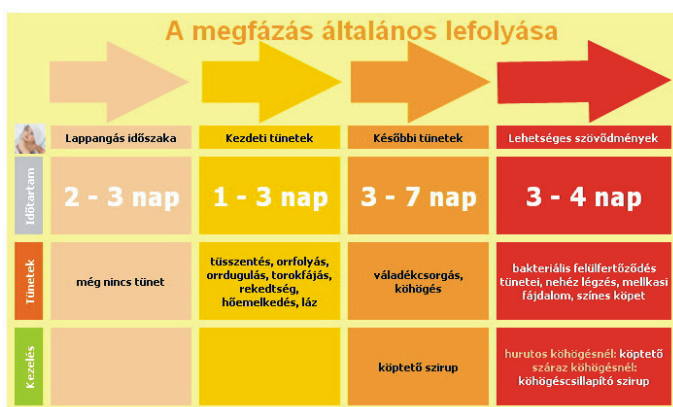 A megfázás általános lefolyása
Lappangás időszaka
Kezdeti tünetek
Későbbi tünetek
Lehetséges szövődmények
Időtartam
2 - 3 nap
1 - 3 nap
3 - 7 nap
3 - 4 nap
Tünetek
még nincs tünet
tüsszentés, orrfolyás,
orrdugulás, torokfájás,
rekedtség,
hőemelkedés, láz
váladékcsorgás,
köhögés
bakteriális felülfertőződés
tünetei, nehéz légzés, mellkasi
fájdalom, színes köpet
Kezelés
köptető szirup
hurutos köhögésnél: köptető
száraz köhögésnél:
köhögéscsillapító szirup